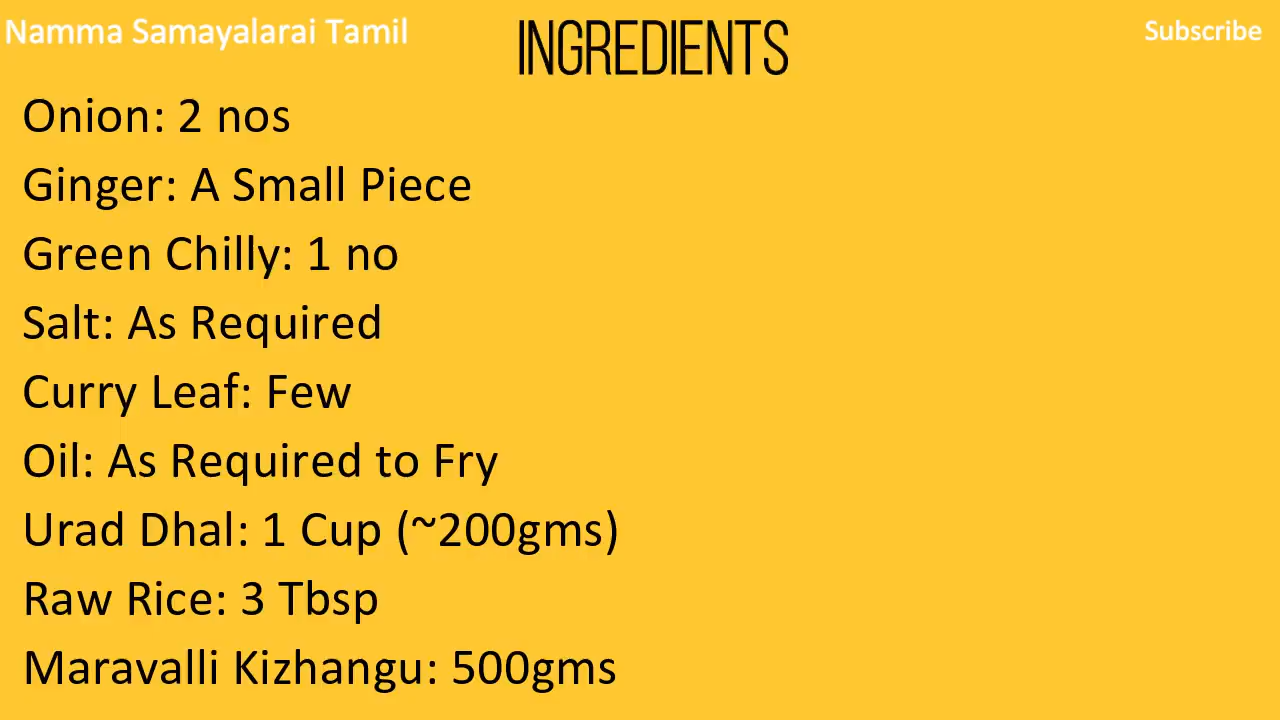 Namma Samayalarai Tamil
INGREDIENTS
Subscribe
Onion: 2 nos
Ginger: A Small Piece
Green Chilly: 1 no
Salt: As Required
Curry Leaf: Few
Oil: As Required to Fry
Urad Dhal: 1 Cup (~200gms)
Raw Rice: 3 Tbsp
Maravalli Kizhangu: 500gms